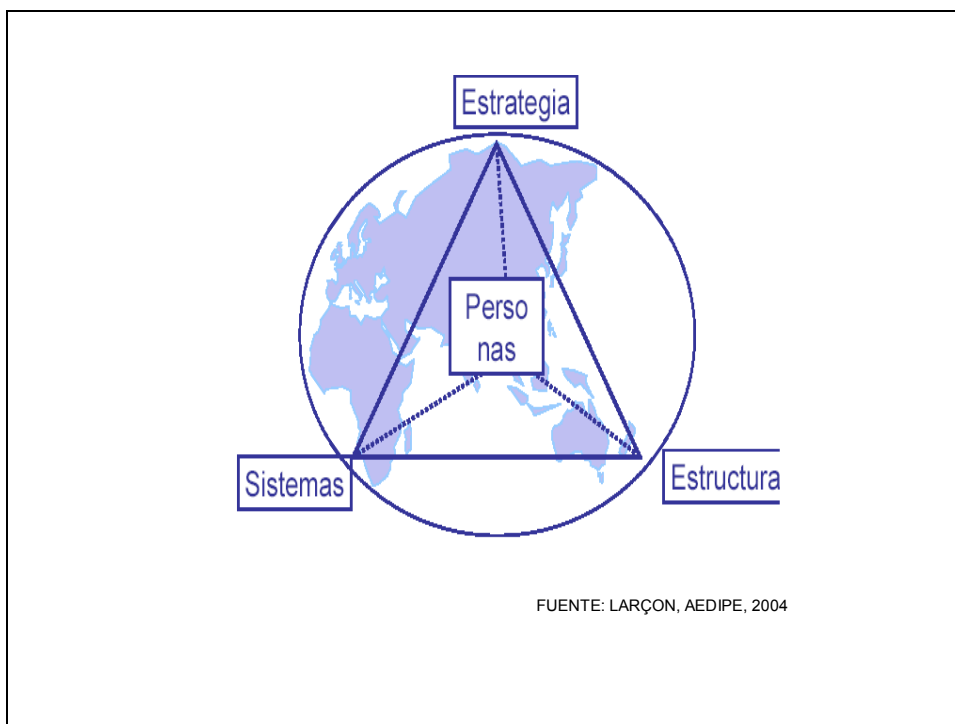 Estrategia
Perso
nas
Sistemas
Estructura
FUENTE: LARÇON, AEDIPE, 2004